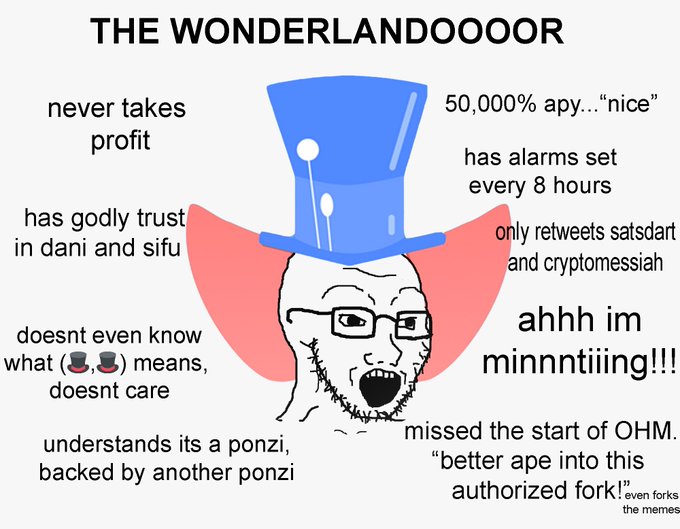 THE WONDERLANDOOOOR
never takes
profit
50,000% apy...“nice”
has alarms set
every 8 hours
has godly trust
in dani and sifu
only retweets satsdart
and cryptomessiah
doesnt even know
what (🎩,🎩) means,
doesnt care
ahhh im
minnntiiing!!!
understands its a ponzi,
backed by another ponzi
missed the start of OHM.
“better ape into this
authorized fork!”
even forks
the memes